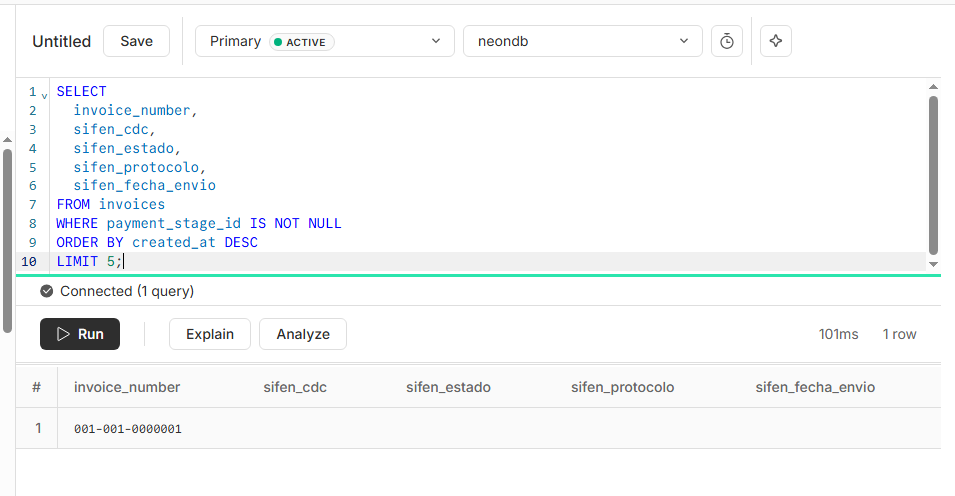 Untitled Save Primary ACTIVE neondb
1 SELECT
2 invoice_number,
3 sifen_cdc,
4 sifen_estado,
5 sifen_protocolo,
6 sifen_fecha_envio
7 FROM invoices
8 WHERE payment_stage_id IS NOT NULL
9 ORDER BY created_at DESC
10 LIMIT 5;
Connected (1 query)
Run Explain Analyze 101ms 1 row
# invoice_number sifen_cdc sifen_estado sifen_protocolo sifen_fecha_envio
1 001-001-0000001